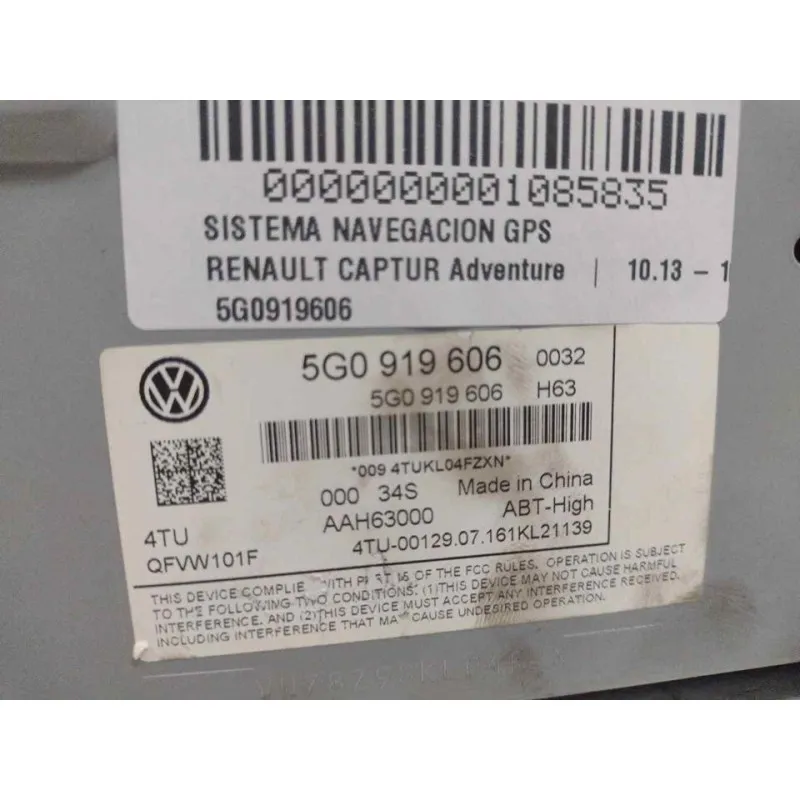 0000000001085835
SISTEMA NAVEGACION GPS
RENAULT CAPTUR Adventure | 10.13 - 1
5G0919606
VW
5G0 919 606 0032
5G0 919 606 H63
*009 4TUKL04FZXN*
000 34S Made in China
4TU AAH63000 ABT-High
QFVW101F 4TU-00129.07.161KL21139
THIS DEVICE COMPLIE WITH PART OF THE FCC RULES. OPERATION IS SUBJECT
TO THE FOLLOWING TWO CONDITIONS: (1) THIS DEVICE MAY NOT CAUSE HARMFUL
INTERFERENCE. AND (2) THIS DEVICE MUST ACCEPT ANY INTERFERENCE RECEIVED.
INCLUDING INTERFERENCE THAT MA CAUSE UNDESIRED OPERATION.